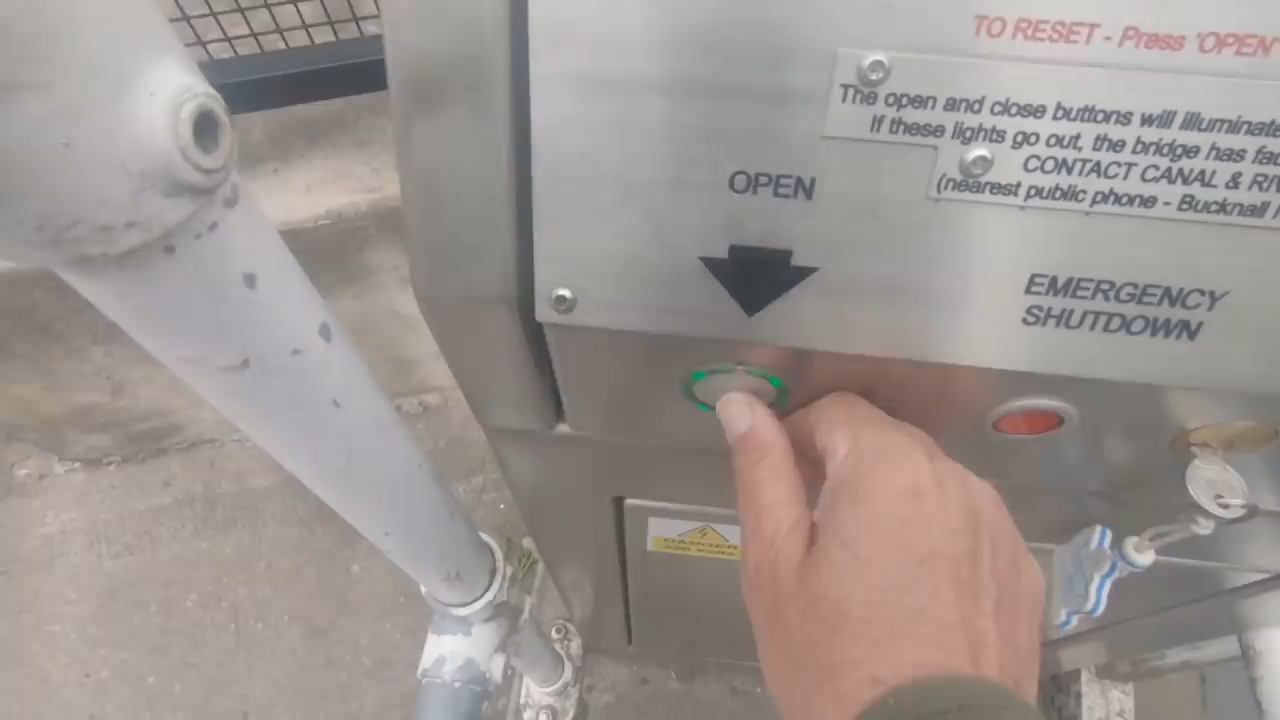 TO RESET - Press 'OPEN'
The open and close buttons will illuminate
If these lights go out, the bridge has
CONTACT CANAL &
(nearest public phone - Bucknall
OPEN
EMERGENCY
SHUTDOWN
DANGER